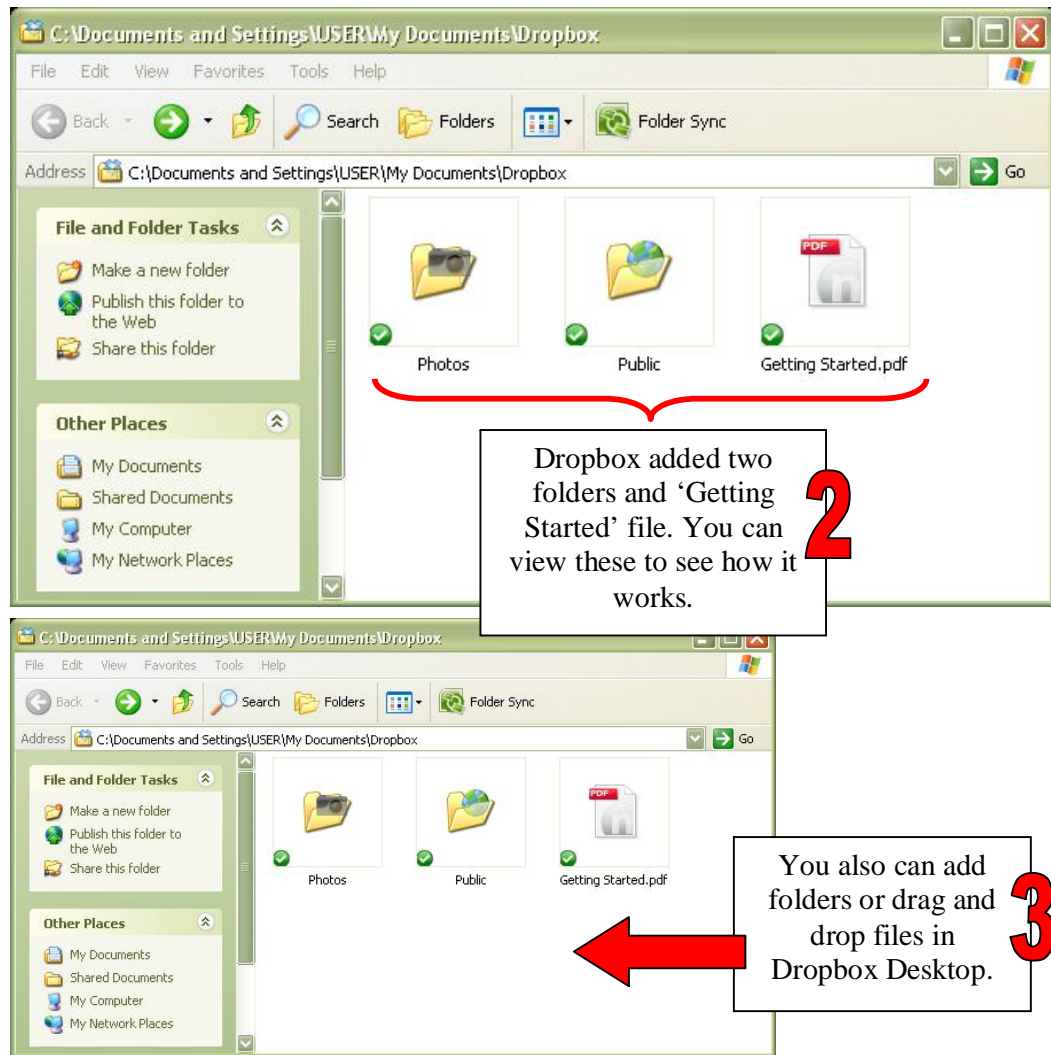 C:\Documents and Settings\USER\My Documents\Dropbox
File Edit View Favorites Tools Help
Back Search Folders Folder Sync
Address C:\Documents and Settings\USER\My Documents\Dropbox Go
File and Folder Tasks
Make a new folder
Publish this folder to
the Web
Share this folder
Other Places
My Documents
Shared Documents
My Computer
My Network Places
PDF
Photos Public Getting Started.pdf
Dropbox added two
folders and ‘Getting
Started’ file. You can
view these to see how it
works.
2
C:\Documents and Settings\USER\My Documents\Dropbox
File Edit View Favorites Tools Help
Back Search Folders Folder Sync
Address C:\Documents and Settings\USER\My Documents\Dropbox Go
File and Folder Tasks
Make a new folder
Publish this folder to
the Web
Share this folder
Other Places
My Documents
Shared Documents
My Computer
My Network Places
PDF
Photos Public Getting Started.pdf
You also can add
folders or drag and
drop files in
Dropbox Desktop.
3